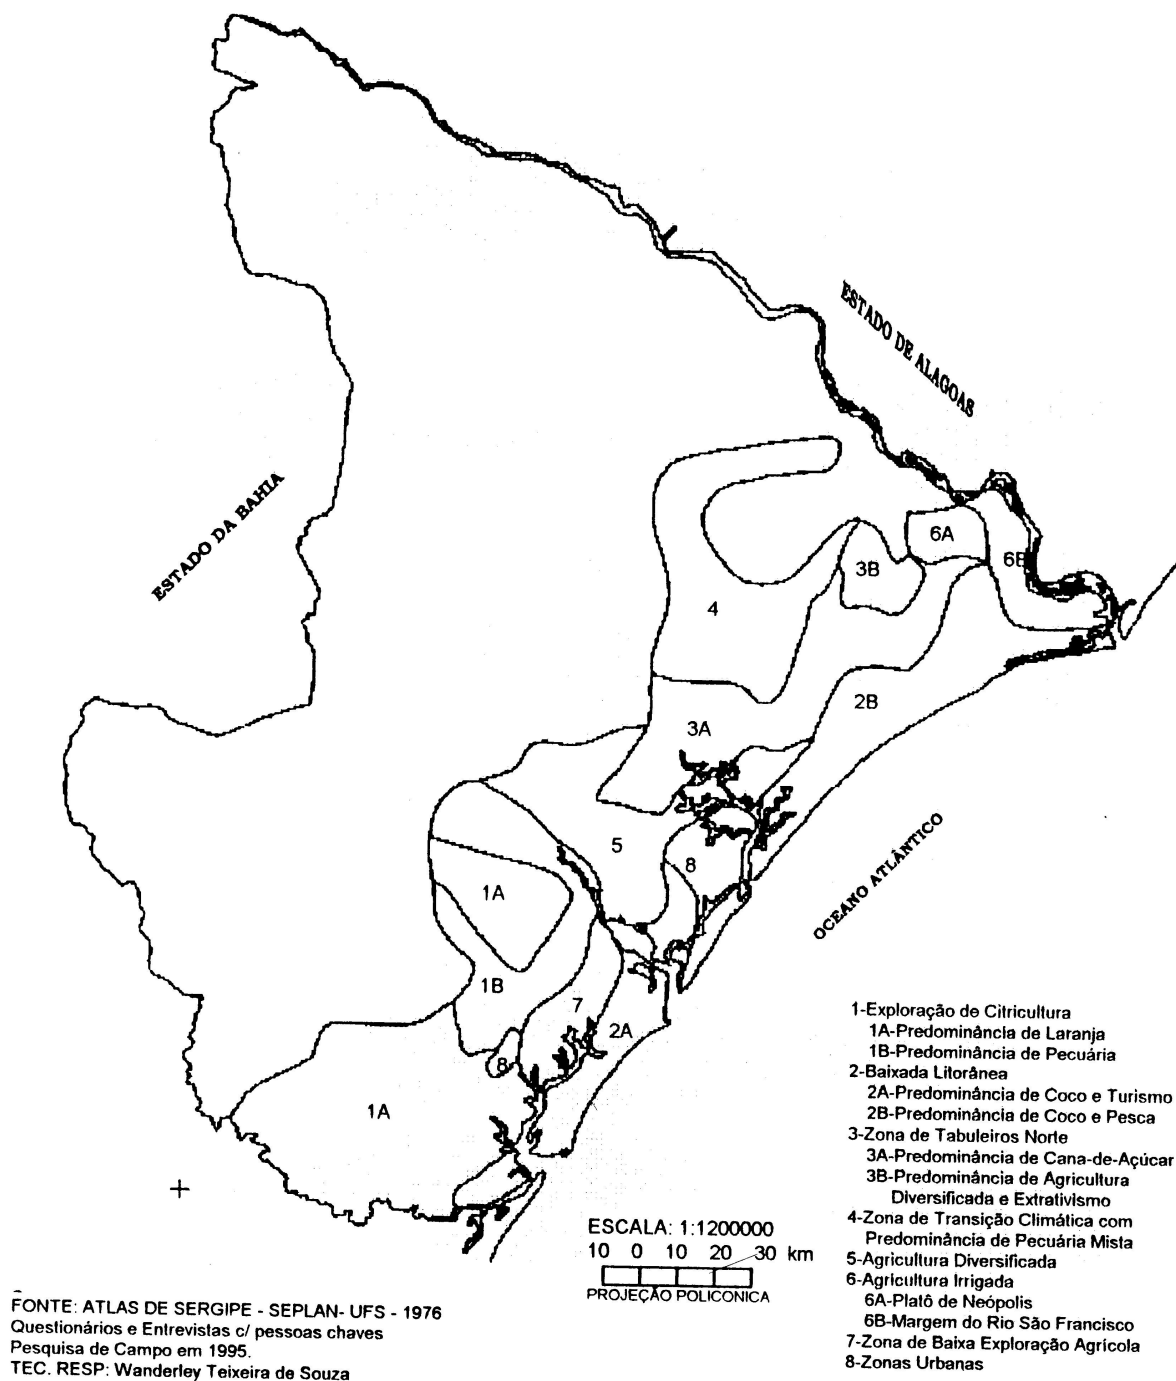 ESTADO DE ALAGOAS
ESTADO DA BAHIA
6A
6B
3B
4
2B
3A
5
8
1A
OCEANO ATLÂNTICO
1B
7
2A
8
1A
1-Exploração de Citricultura
1A-Predominância de Laranja
1B-Predominância de Pecuária
2-Baixada Litorânea
2A-Predominância de Coco e Turismo
2B-Predominância de Coco e Pesca
3-Zona de Tabuleiros Norte
3A-Predominância de Cana-de-Açúcar
3B-Predominância de Agricultura
Diversificada e Extrativismo
4-Zona de Transição Climática com
Predominância de Pecuária Mista
5-Agricultura Diversificada
6-Agricultura Irrigada
6A-Platô de Neópolis
6B-Margem do Rio São Francisco
7-Zona de Baixa Exploração Agrícola
8-Zonas Urbanas
ESCALA: 1:1200000
10 0 10 20 30 km
PROJEÇÃO POLICONICA
FONTE: ATLAS DE SERGIPE - SEPLAN- UFS - 1976
Questionários e Entrevistas c/ pessoas chaves
Pesquisa de Campo em 1995.
TEC. RESP: Wanderley Teixeira de Souza